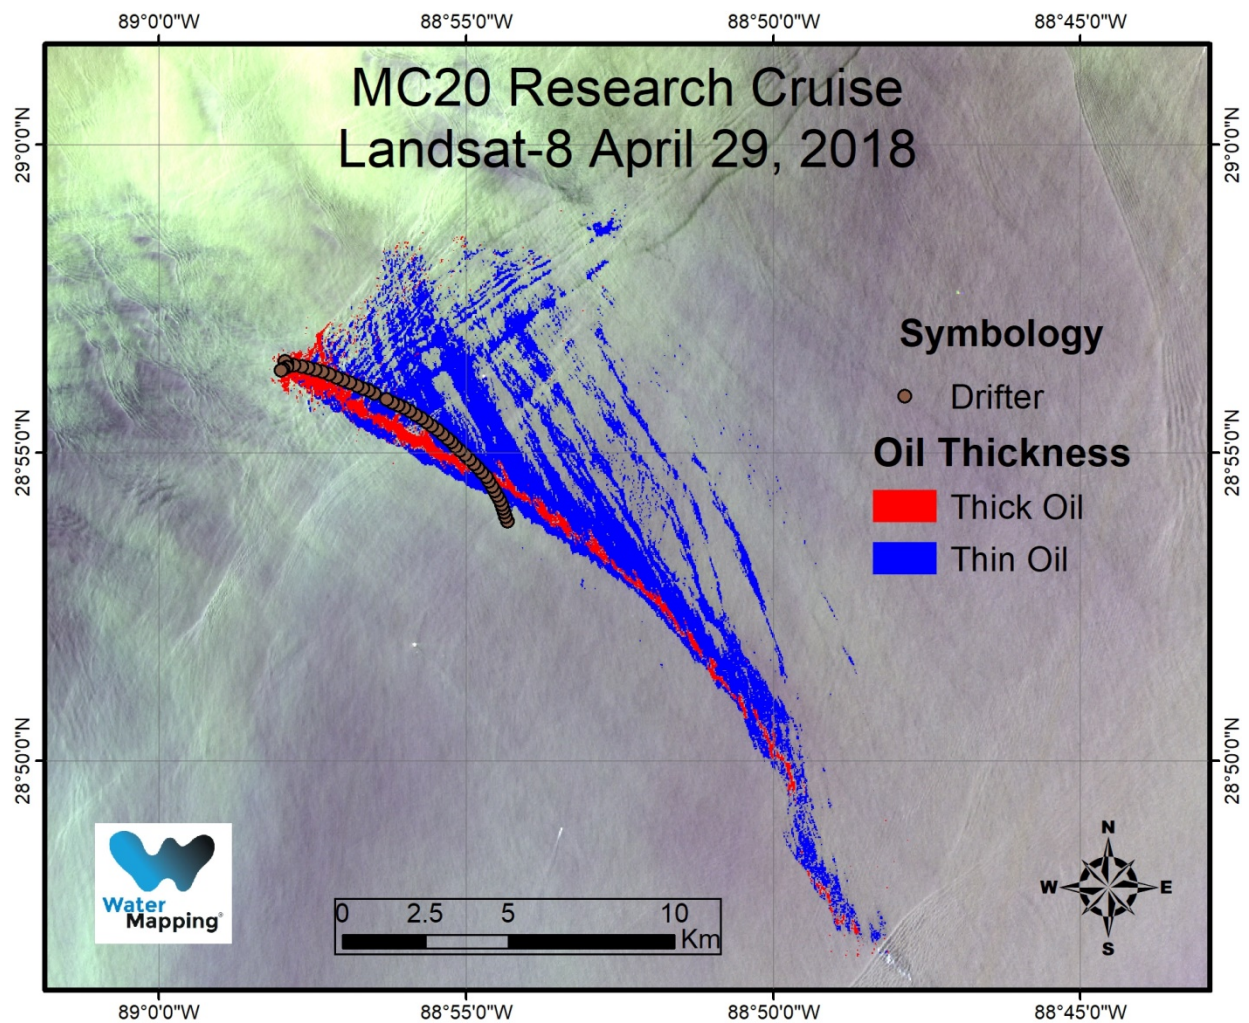 89°0'0"W 88°55'0"W 88°50'0"W 88°45'0"W
MC20 Research Cruise
Landsat-8 April 29, 2018
29°0'0"N 29°0'0"N
Symbology
Drifter
Oil Thickness
Thick Oil
Thin Oil
28°55'0"N 28°55'0"N
28°50'0"N 28°50'0"N
Water
Mapping®
0 2.5 5 10
Km
N
W E
S
89°0'0"W 88°55'0"W 88°50'0"W 88°45'0"W